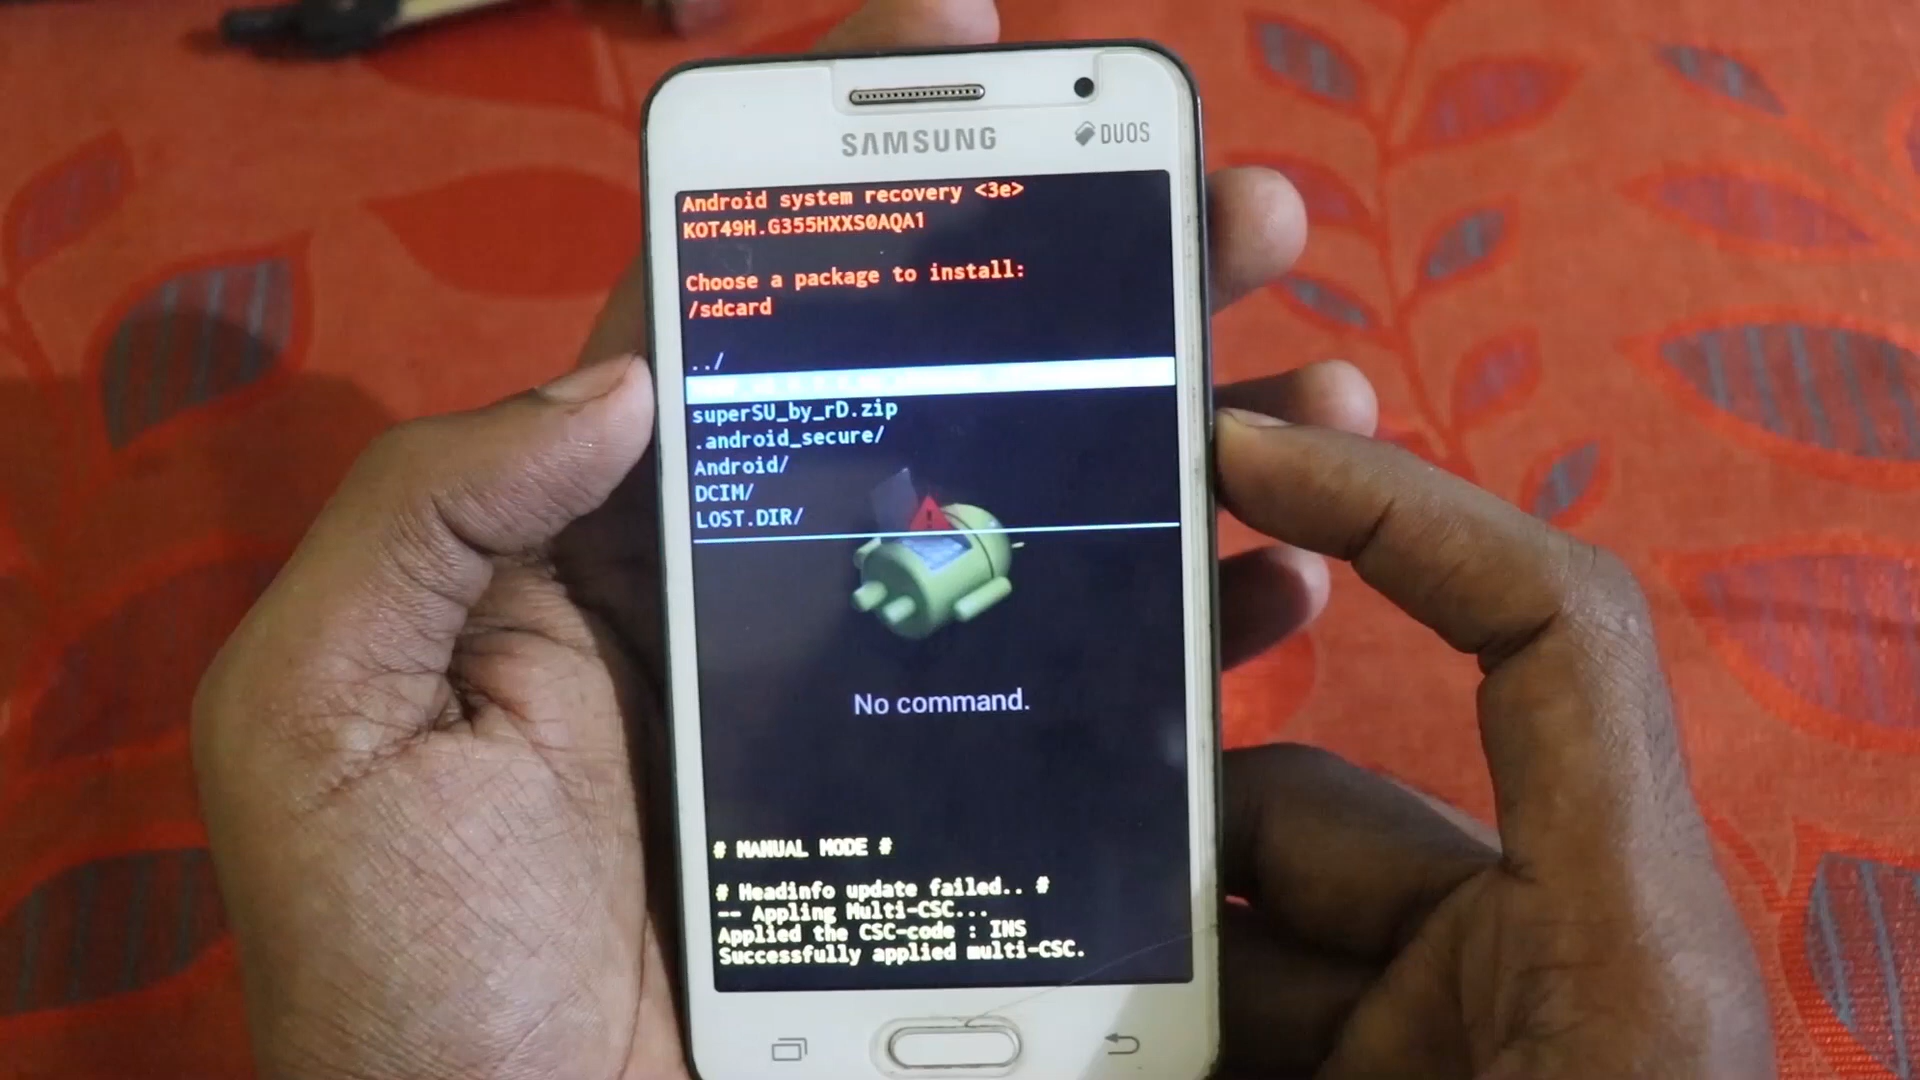 SAMSUNG
DUOS
Android system recovery <3e>
KOT49H.G355HXXS0AQA1
Choose a package to install:
/sdcard
../
superSU_by_rD.zip
.android_secure/
Android/
DCIM/
LOST.DIR/
No command.
# MANUAL MODE #
# Headinfo update failed.. #
-- Appling Multi-CSC...
Applied the CSC-code : INS
Successfully applied multi-CSC.